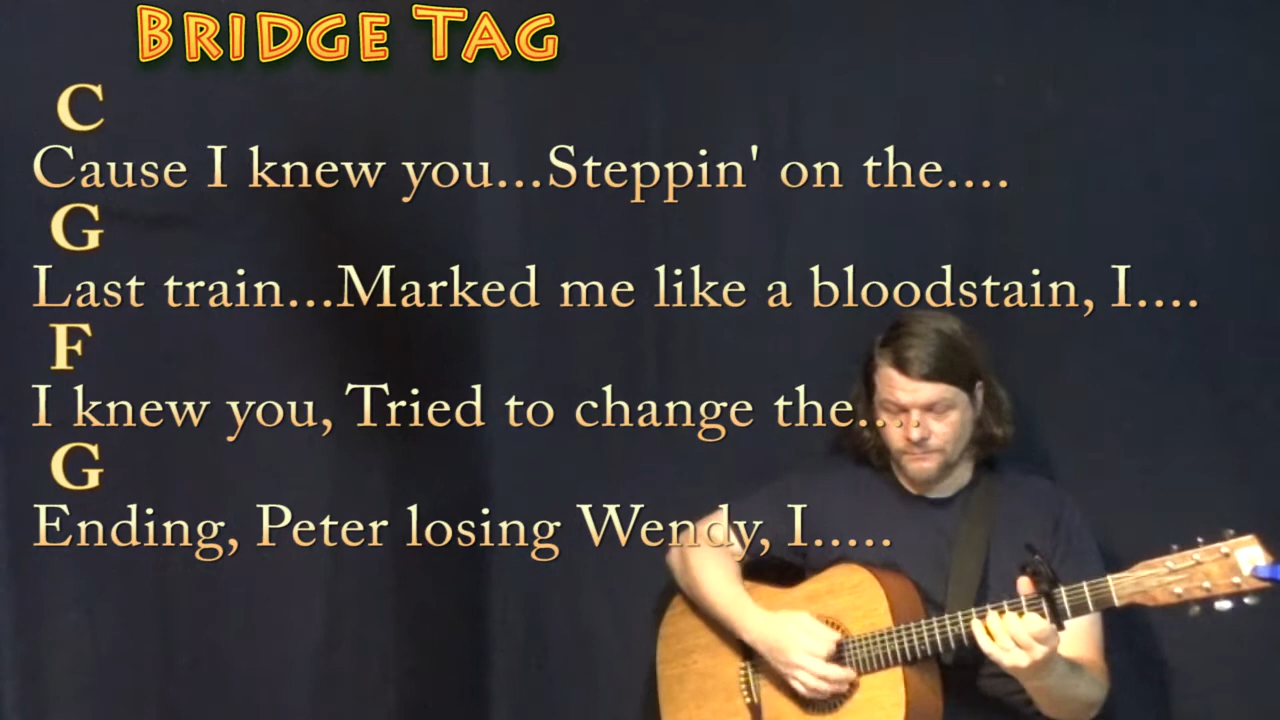 BRIDGE TAG
C
Cause I knew you...Steppin' on the....
G
Last train...Marked me like a bloodstain, I....
F
I knew you, Tried to change the....
G
Ending, Peter losing Wendy, I.....